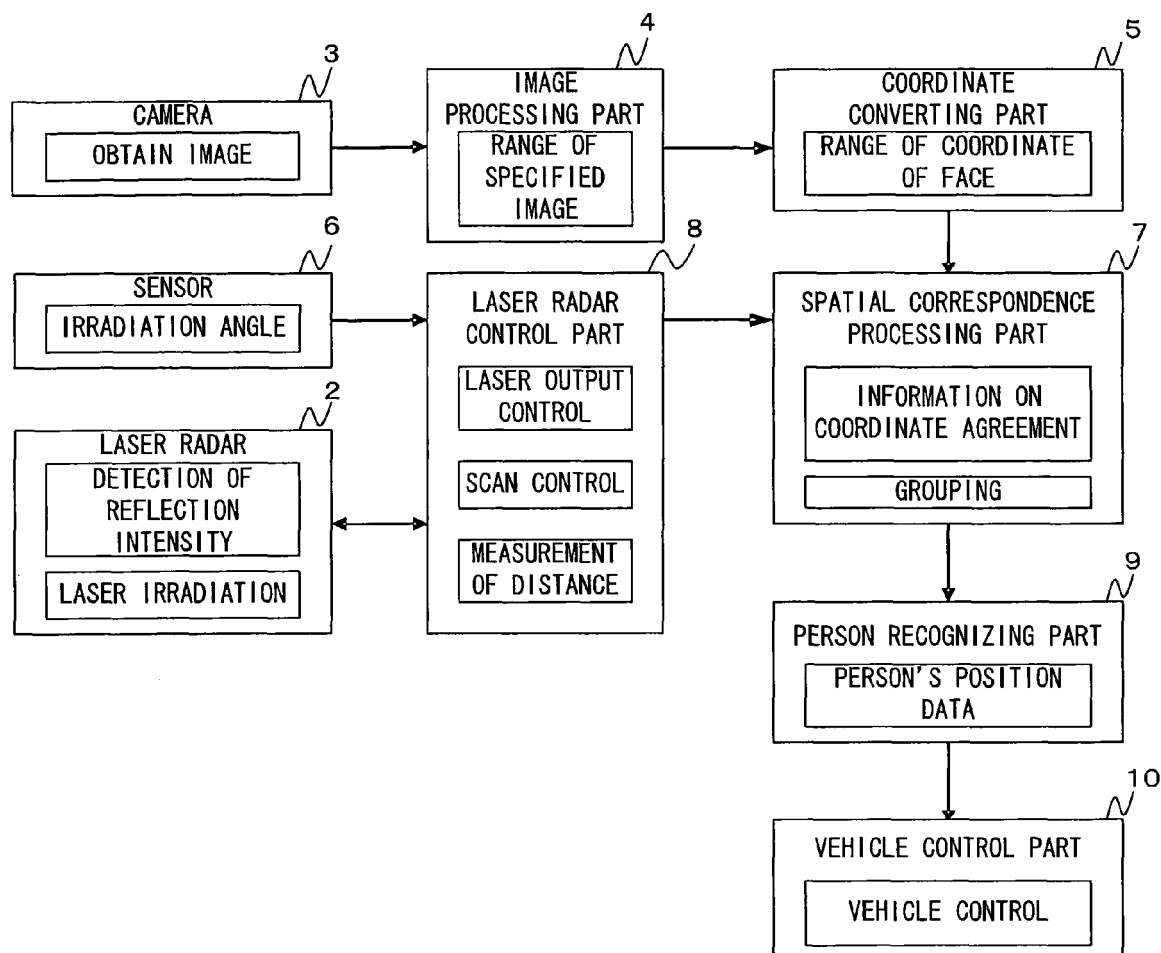 3
CAMERA
OBTAIN IMAGE
4
IMAGE
PROCESSING PART
RANGE OF
SPECIFIED
IMAGE
5
COORDINATE
CONVERTING PART
RANGE OF COORDINATE
OF FACE
6
SENSOR
IRRADIATION ANGLE
2
LASER RADAR
DETECTION OF
REFLECTION
INTENSITY
LASER IRRADIATION
8
LASER RADAR
CONTROL PART
LASER OUTPUT
CONTROL
SCAN CONTROL
MEASUREMENT
OF DISTANCE
7
SPATIAL CORRESPONDENCE
PROCESSING PART
INFORMATION ON
COORDINATE AGREEMENT
GROUPING
9
PERSON RECOGNIZING PART
PERSON'S POSITION
DATA
10
VEHICLE CONTROL PART
VEHICLE CONTROL